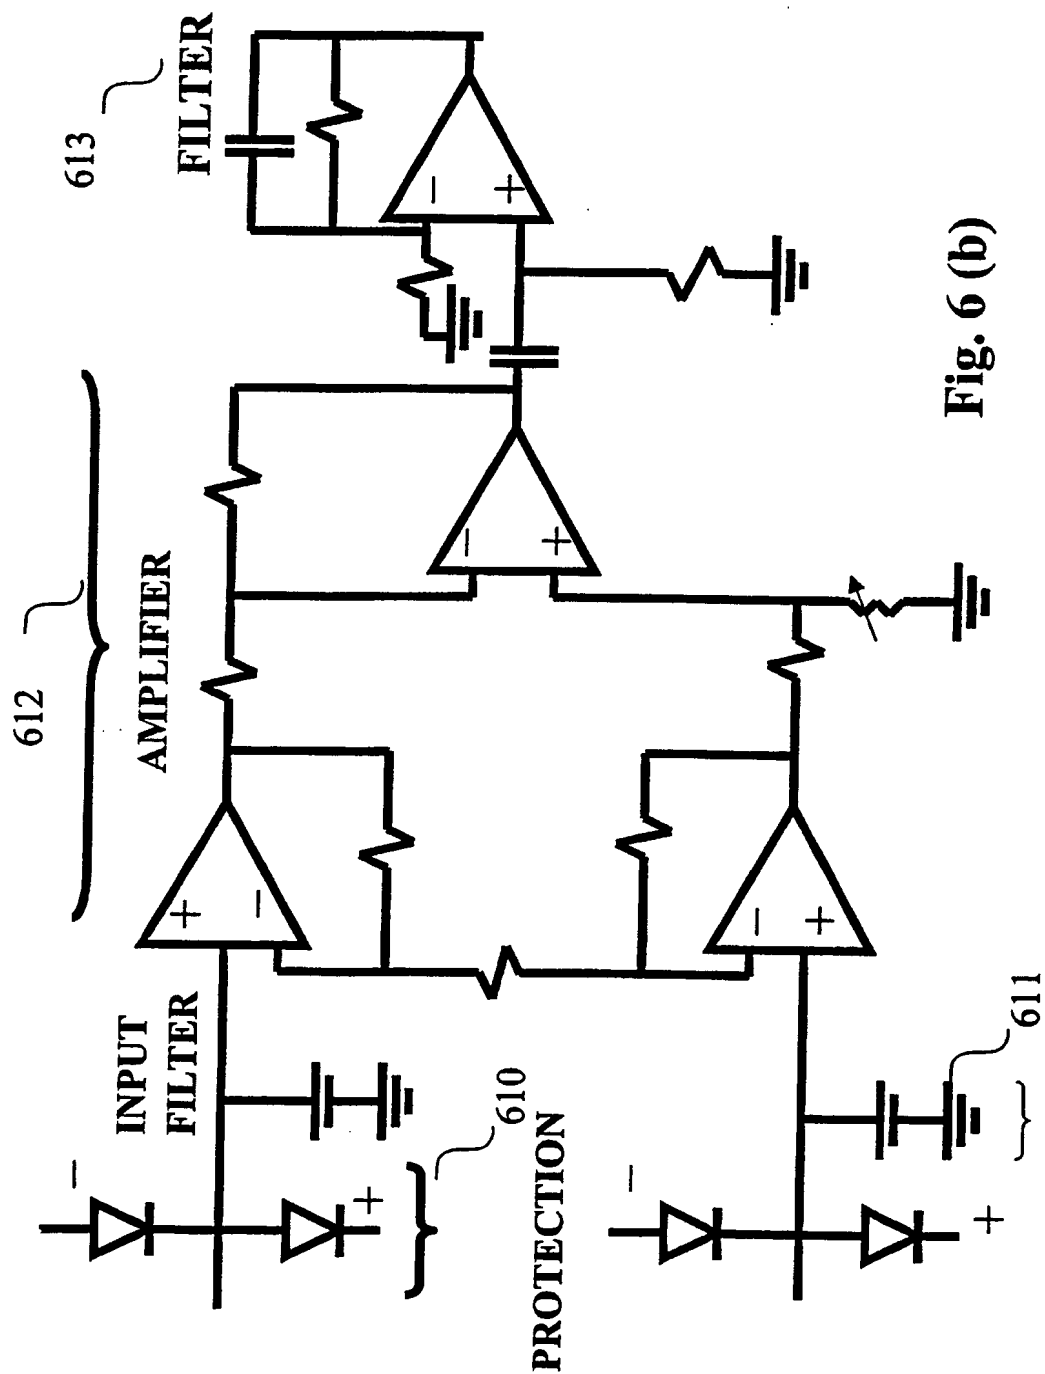 613
FILTER
612
AMPLIFIER
INPUT
FILTER
610
PROTECTION
611
−
+
−
+
+
−
−
+
−
+
−
+
Fig. 6 (b)